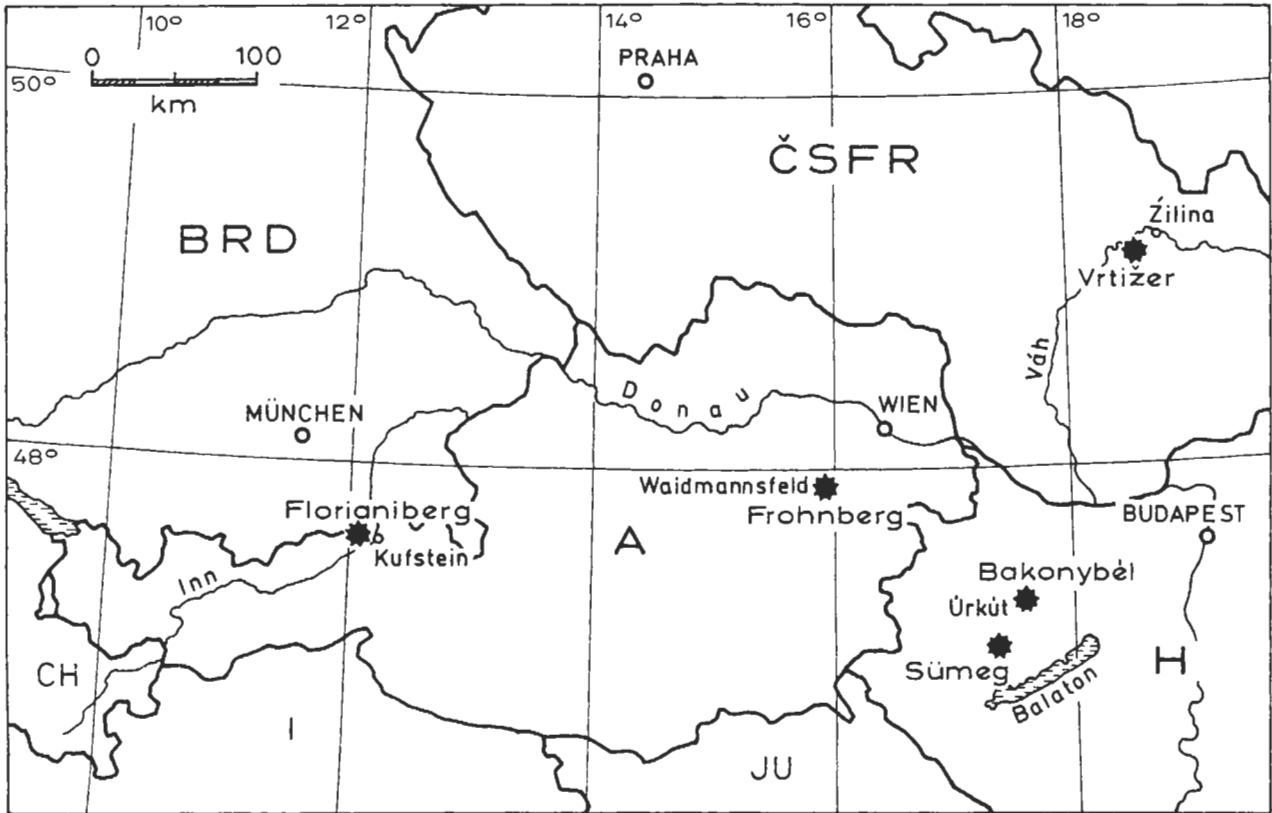 10°
12°
14°
16°
18°
0
100
km
50°
PRAHA
ČSFR
BRD
Źilina
Vrtižer
Váh
Donau
MÜNCHEN
WIEN
48°
Waidmannsfeld
Frohnberg
Florianiberg
Kufstein
BUDAPEST
A
Inn
Bakonybél
Úrkút
Sümeg
Balaton
H
CH
I
JU